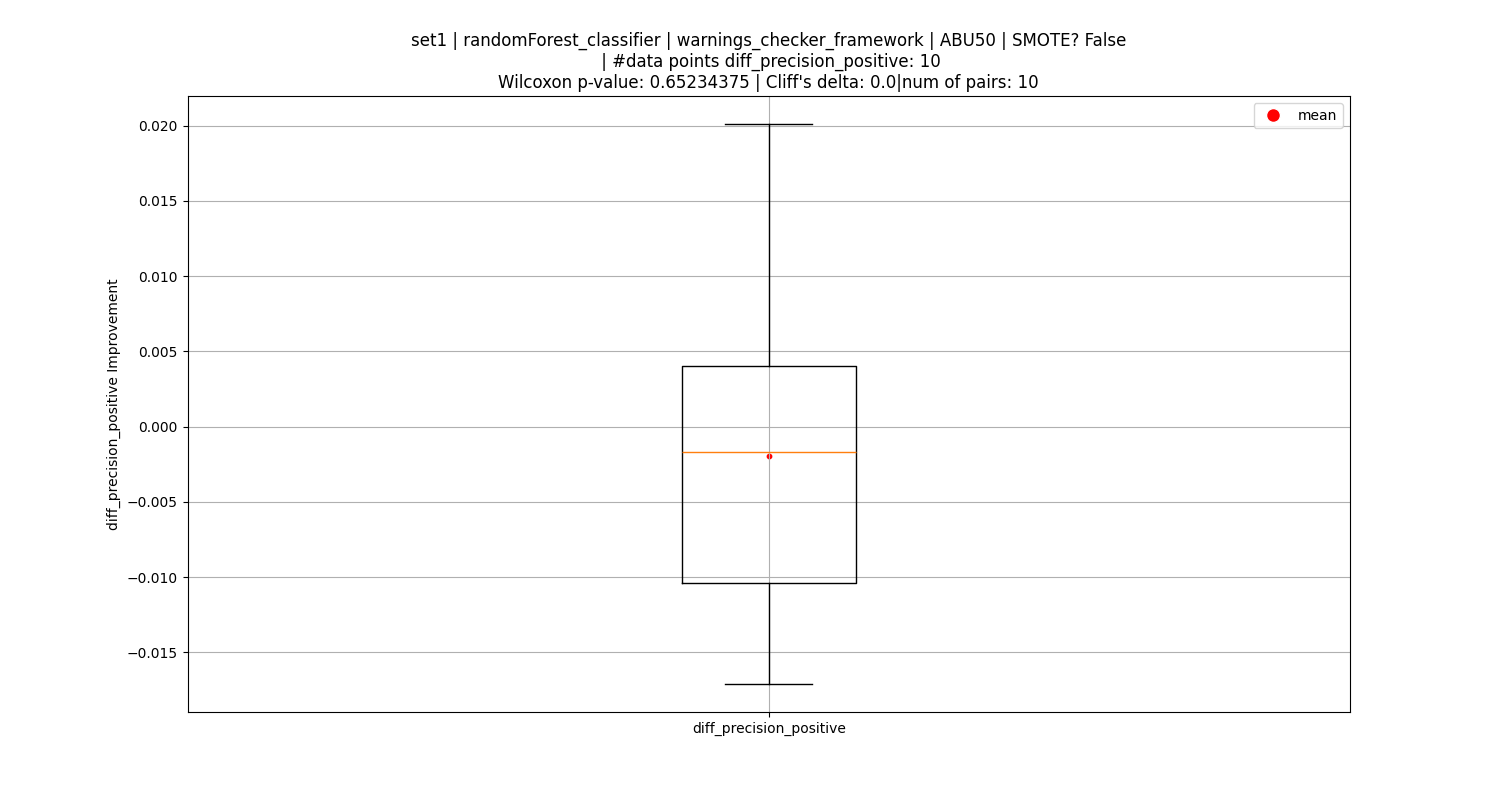 set1 | randomForest_classifier | warnings_checker_framework | ABU50 | SMOTE? False
| #data points diff_precision_positive: 10
Wilcoxon p-value: 0.65234375 | Cliff's delta: 0.0|num of pairs: 10
mean
0.020
0.015
0.010
0.005
0.000
−0.005
−0.010
−0.015
diff_precision_positive Improvement
diff_precision_positive